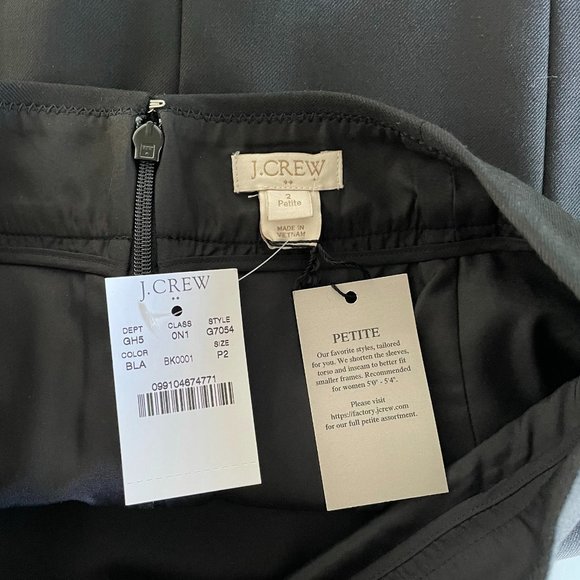 J.CREW
2
Petite
MADE IN
VIETNAM
J.CREW
DEPT CLASS STYLE
GH5 0N1 G7054
COLOR SIZE
BLA BK0001 P2
099104674771
PETITE
Our favorite styles, tailored
for you. We shorten the sleeves,
torso and inseam to better fit
smaller frames. Recommended
for women 5'0" - 5'4".
Please visit
https://factory.jcrew.com
for our full petite assortment.